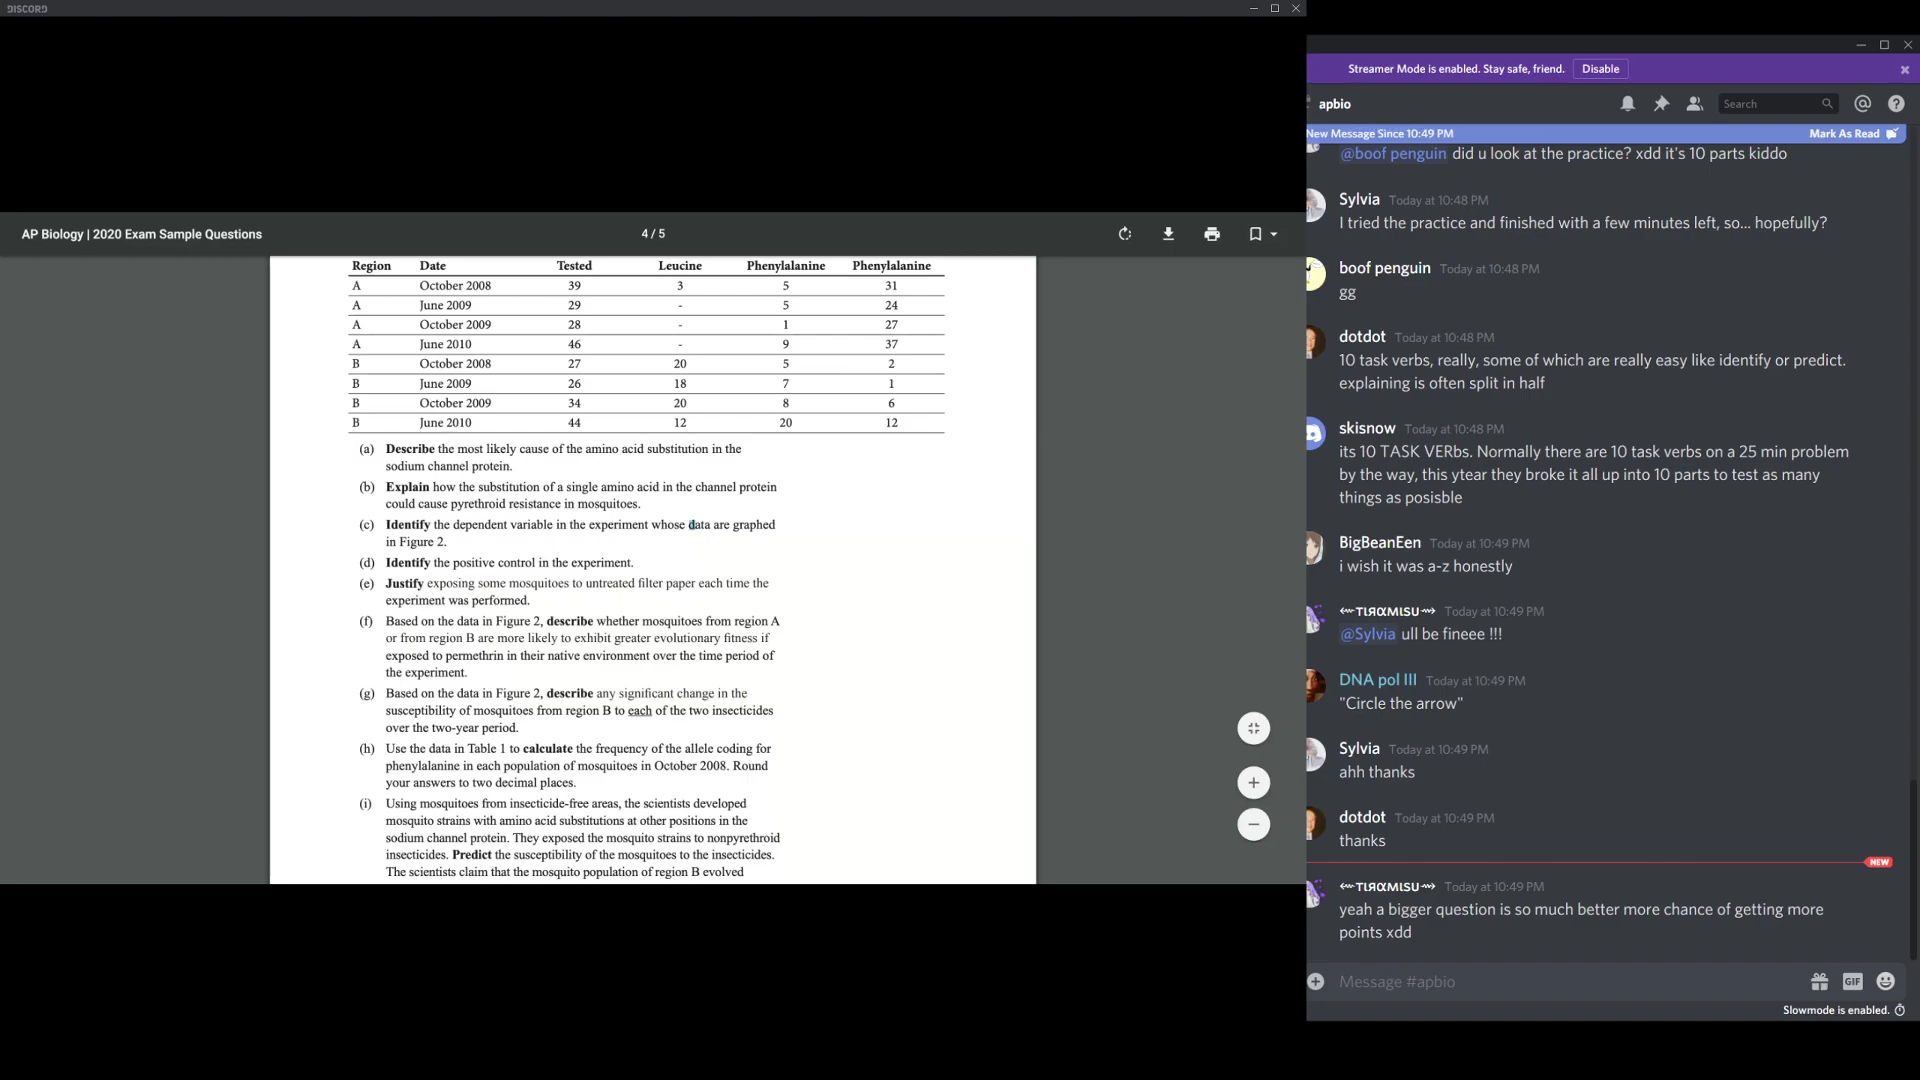 DISCORD
AP Biology | 2020 Exam Sample Questions
4 / 5
Region Date Tested Leucine Phenylalanine Phenylalanine
A October 2008 39 3 5 31
A June 2009 29 - 5 24
A October 2009 28 - 1 27
A June 2010 46 - 9 37
B October 2008 27 20 5 2
B June 2009 26 18 7 1
B October 2009 34 20 8 6
B June 2010 44 12 20 12
(a) Describe the most likely cause of the amino acid substitution in the
sodium channel protein.
(b) Explain how the substitution of a single amino acid in the channel protein
could cause pyrethroid resistance in mosquitoes.
(c) Identify the dependent variable in the experiment whose data are graphed
in Figure 2.
(d) Identify the positive control in the experiment.
(e) Justify exposing some mosquitoes to untreated filter paper each time the
experiment was performed.
(f) Based on the data in Figure 2, describe whether mosquitoes from region A
or from region B are more likely to exhibit greater evolutionary fitness if
exposed to permethrin in their native environment over the time period of
the experiment.
(g) Based on the data in Figure 2, describe any significant change in the
susceptibility of mosquitoes from region B to each of the two insecticides
over the two-year period.
(h) Use the data in Table 1 to calculate the frequency of the allele coding for
phenylalanine in each population of mosquitoes in October 2008. Round
your answers to two decimal places.
(i) Using mosquitoes from insecticide-free areas, the scientists developed
mosquito strains with amino acid substitutions at other positions in the
sodium channel protein. They exposed the mosquito strains to nonpyrethroid
insecticides. Predict the susceptibility of the mosquitoes to the insecticides.
The scientists claim that the mosquito population of region B evolved
Streamer Mode is enabled. Stay safe, friend. Disable
apbio
Search
New Message Since 10:49 PM Mark As Read
@boof penguin did u look at the practice? xdd it's 10 parts kiddo
Sylvia Today at 10:48 PM
I tried the practice and finished with a few minutes left, so... hopefully?
boof penguin Today at 10:48 PM
gg
dotdot Today at 10:48 PM
10 task verbs, really, some of which are really easy like identify or predict.
explaining is often split in half
skisnow Today at 10:48 PM
its 10 TASK VERbs. Normally there are 10 task verbs on a 25 min problem
by the way, this ytear they broke it all up into 10 parts to test as many
things as posisble
BigBeanEen Today at 10:49 PM
i wish it was a-z honestly
⬳τιяαмιѕυ⟿ Today at 10:49 PM
@Sylvia ull be fineee !!!
DNA pol III Today at 10:49 PM
"Circle the arrow"
Sylvia Today at 10:49 PM
ahh thanks
dotdot Today at 10:49 PM
thanks
NEW
⬳τιяαмιѕυ⟿ Today at 10:49 PM
yeah a bigger question is so much better more chance of getting more
points xdd
Message #apbio
GIF
Slowmode is enabled.